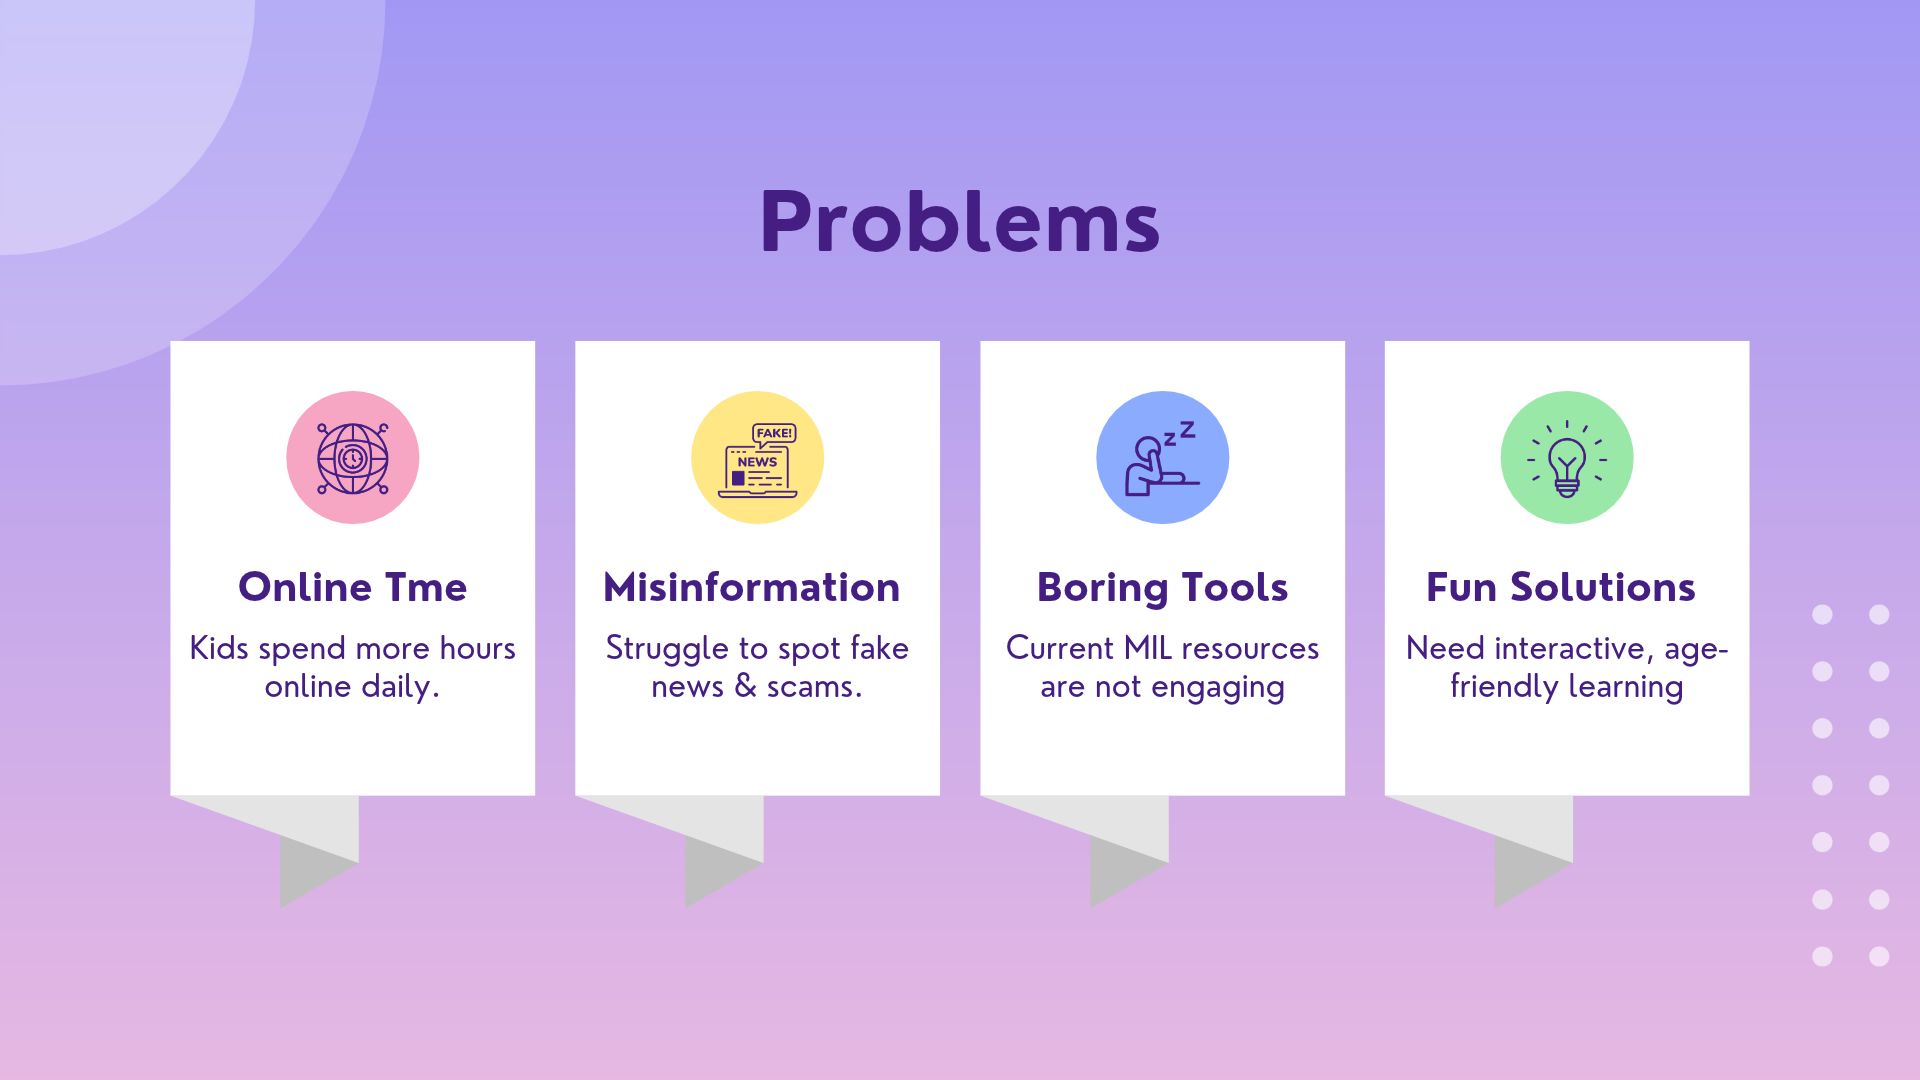 Problems
FAKE!
NEWS
Z Z
Online Tme
Kids spend more hours
online daily.
Misinformation
Struggle to spot fake
news & scams.
Boring Tools
Current MIL resources
are not engaging
Fun Solutions
Need interactive, age-
friendly learning